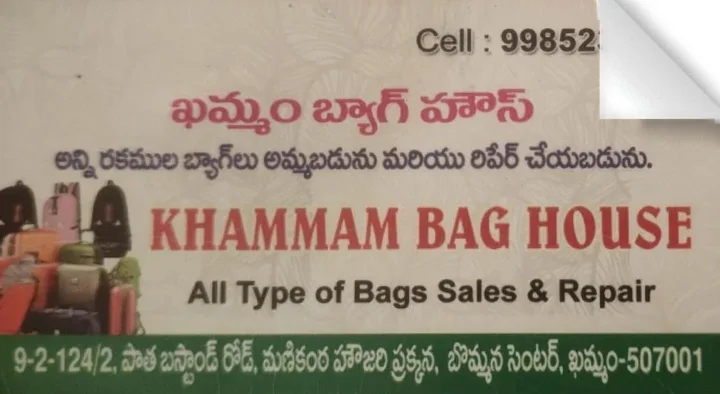 Cell : 99852
ఖమ్మం బ్యాగ్ హౌస్
అన్ని రకముల బ్యాగ్‌లు అమ్మబడును మరియు రిపేర్ చేయబడును.
KHAMMAM BAG HOUSE
All Type of Bags Sales & Repair
9-2-124/2, పాత బస్టాండ్ రోడ్, మణికంఠ హౌజరి ప్రక్కన, బొమ్మన సెంటర్, ఖమ్మం-507001